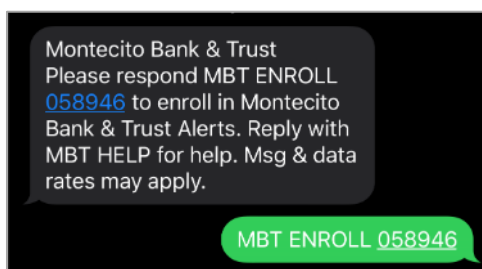 Montecito Bank & Trust
Please respond MBT ENROLL
058946 to enroll in Montecito
Bank & Trust Alerts. Reply with
MBT HELP for help. Msg & data
rates may apply.
MBT ENROLL 058946